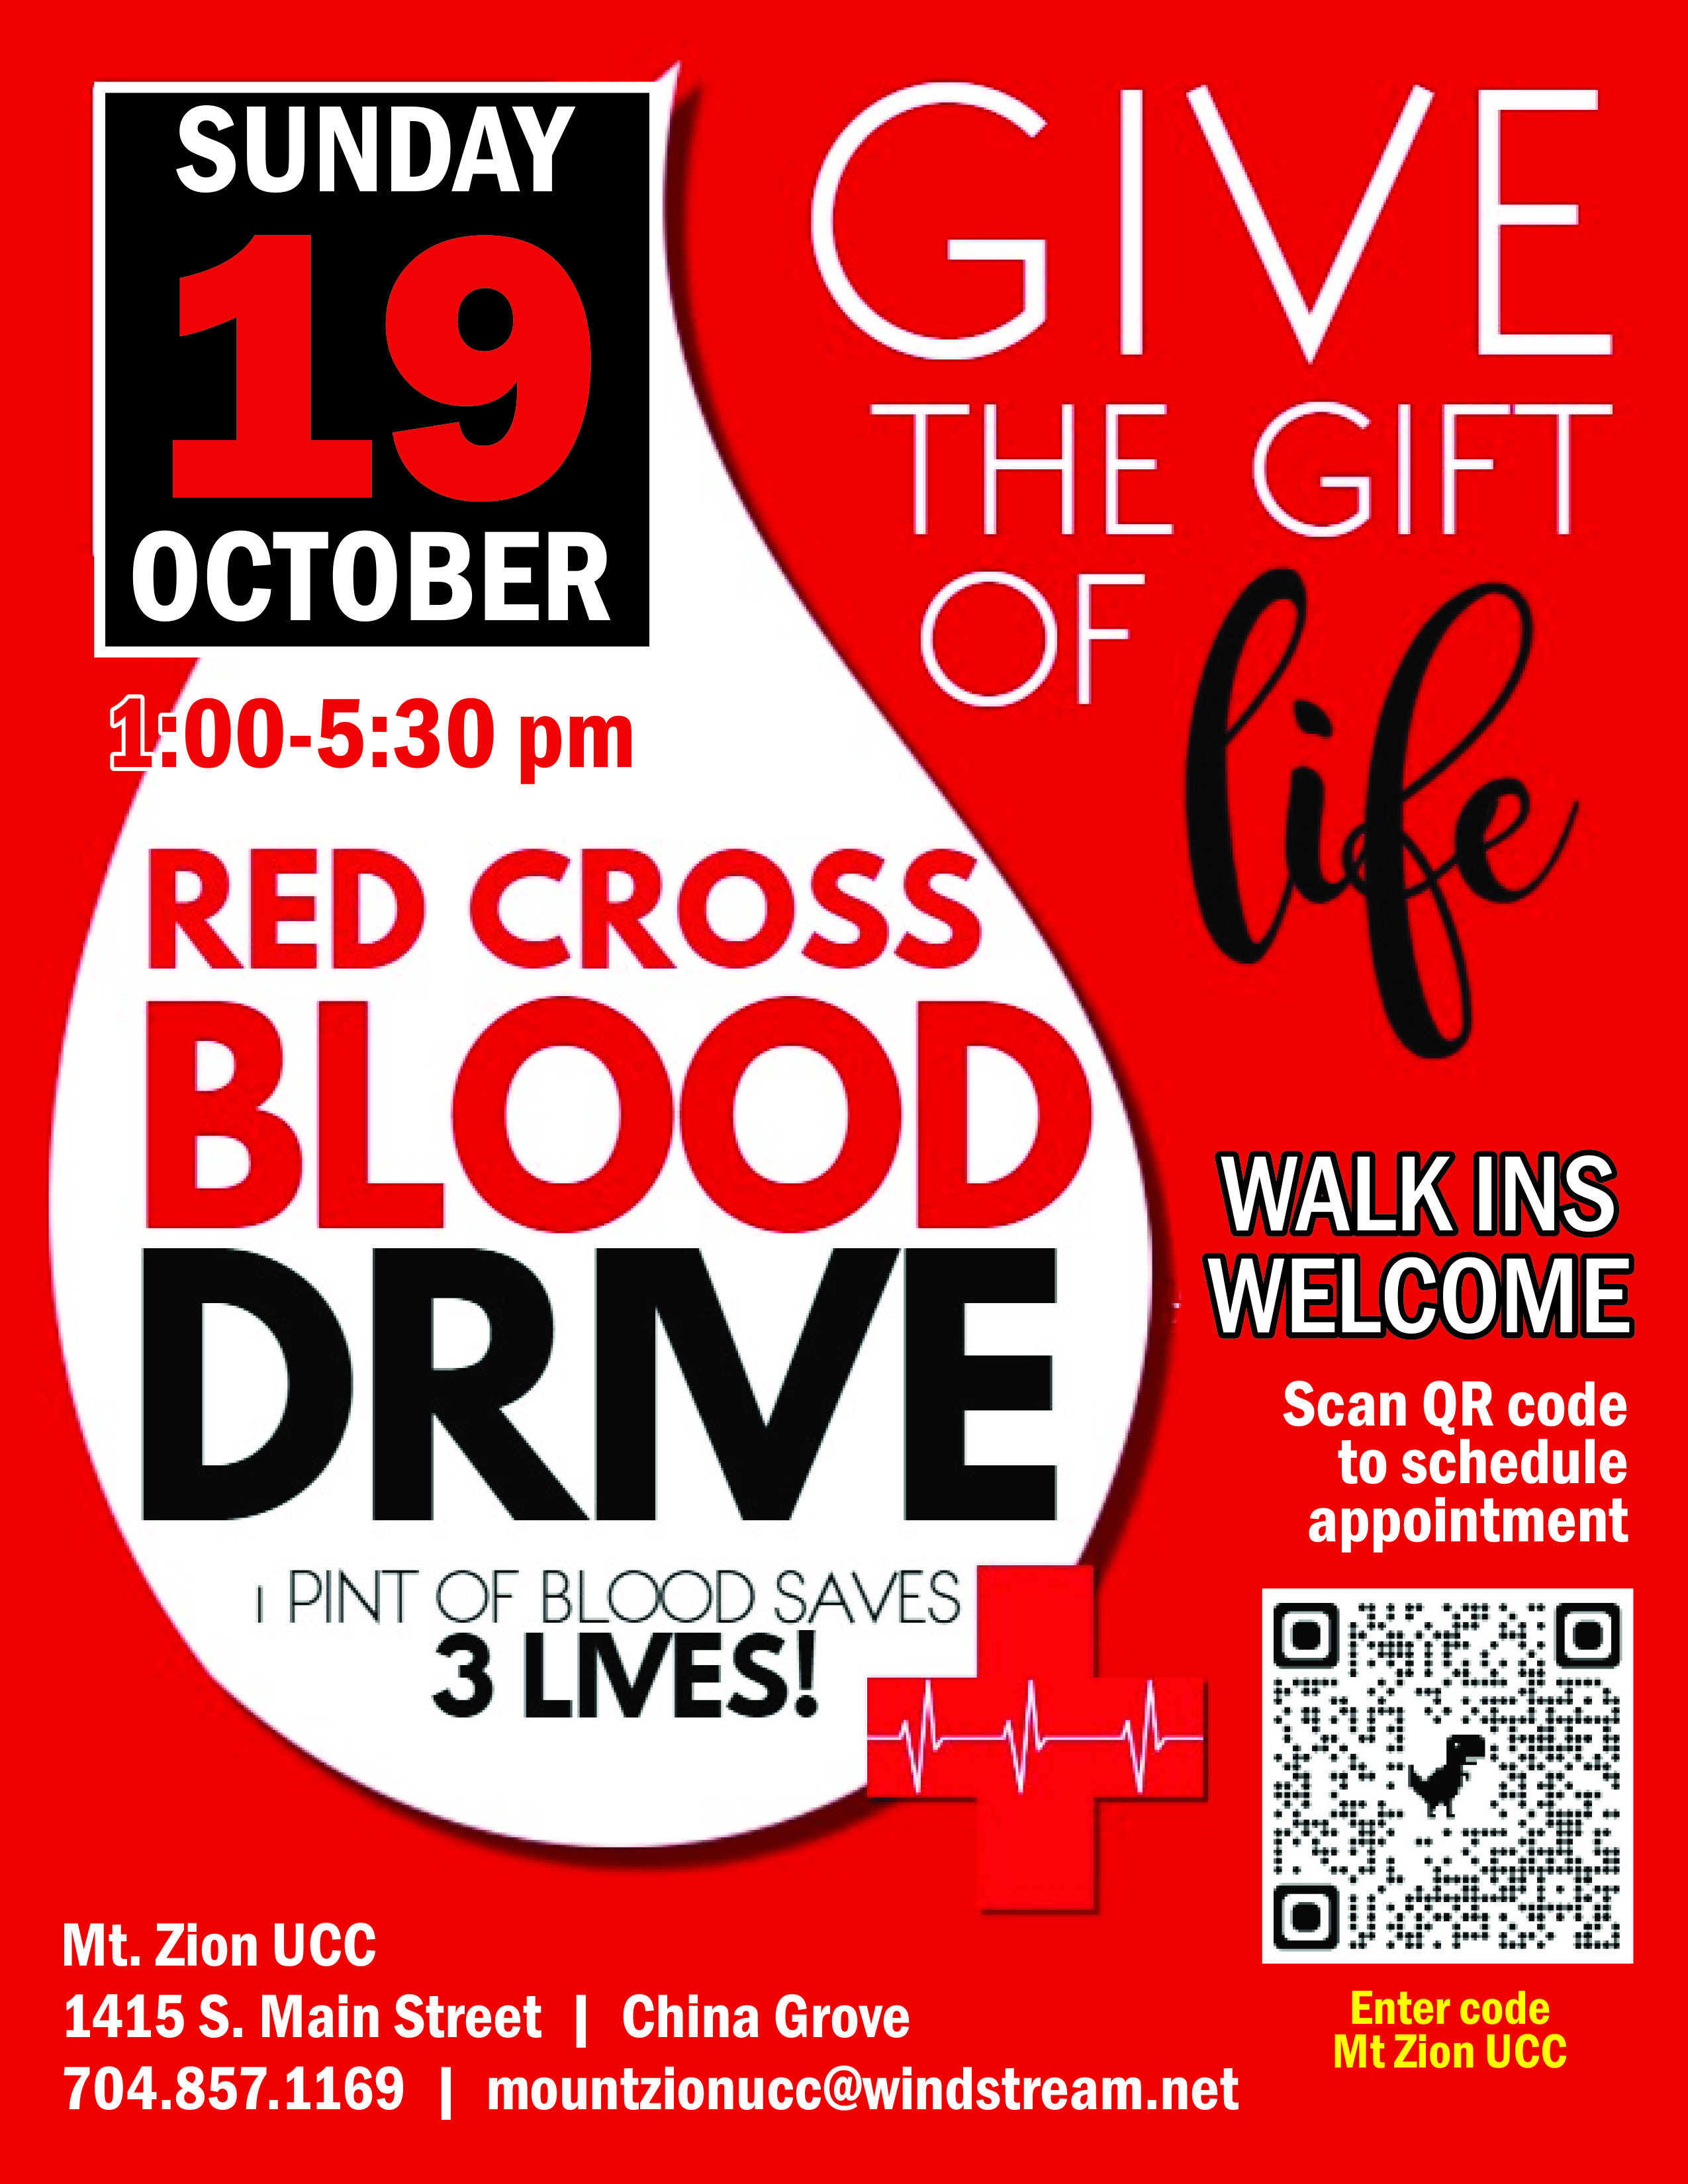 SUNDAY
19
OCTOBER
1:00-5:30 pm
GIVE
THE GIFT
OF life
RED CROSS
BLOOD
DRIVE
1 PINT OF BLOOD SAVES
3 LIVES!
WALK INS
WELCOME
Scan QR code
to schedule
appointment
Enter code
Mt Zion UCC
Mt. Zion UCC
1415 S. Main Street | China Grove
704.857.1169 | mountzionucc@windstream.net